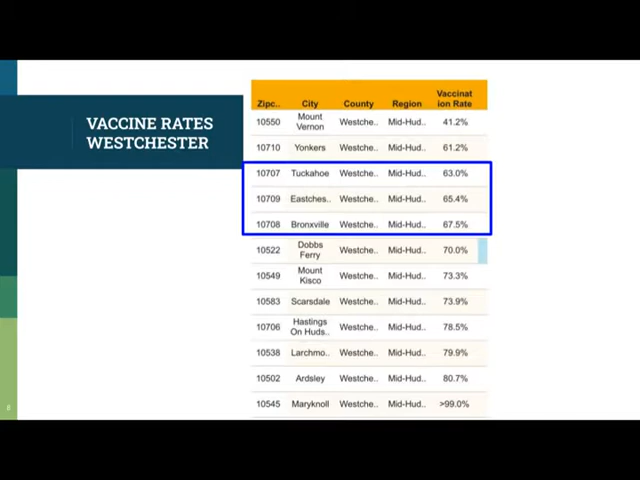 VACCINE RATES
WESTCHESTER
Zipc.. City County Region Vaccinat
ion Rate
10550 Mount
Vernon Westche.. Mid-Hud.. 41.2%
10710 Yonkers Westche.. Mid-Hud.. 61.2%
10707 Tuckahoe Westche.. Mid-Hud.. 63.0%
10709 Eastches.. Westche.. Mid-Hud.. 65.4%
10708 Bronxville Westche.. Mid-Hud.. 67.5%
10522 Dobbs
Ferry Westche.. Mid-Hud.. 70.0%
10549 Mount
Kisco Westche.. Mid-Hud.. 73.3%
10583 Scarsdale Westche.. Mid-Hud.. 73.9%
10706 Hastings
On Huds.. Westche.. Mid-Hud.. 78.5%
10538 Larchmo.. Westche.. Mid-Hud.. 79.9%
10502 Ardsley Westche.. Mid-Hud.. 80.7%
10545 Maryknoll Westche.. Mid-Hud.. >99.0%
8